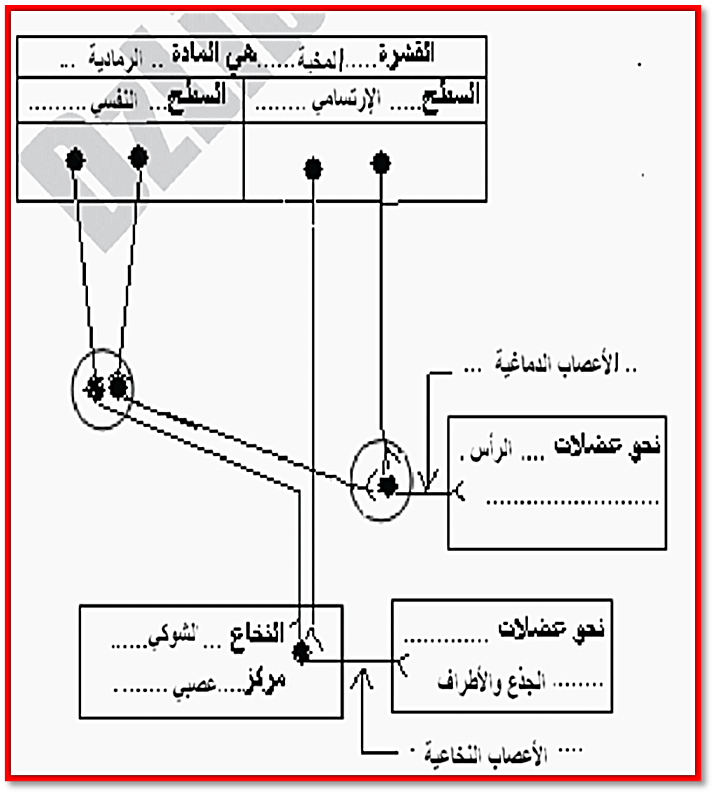 القشرة...../المخية......هي المادة .. الرمادية ...
السطح..... الإرتسامي ........
السطح... النفسي .........
.. الأعصاب الدماغية ...
نحو عضلات .... الرأس .
..........................
نحو عضلات ............
........ الجذع والأطراف
النخاع ... الشوكي......
مركز....عصبي ........
.... الأعصاب النخاعية .